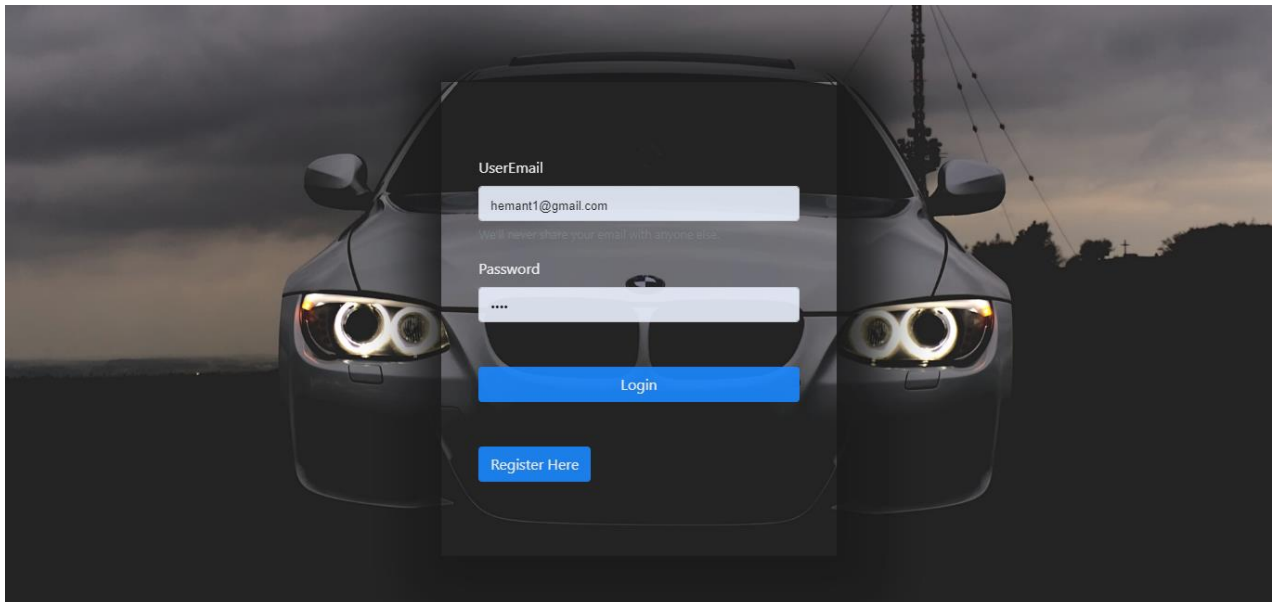 UserEmail
hemant1@gmail.com
We'll never share your email with anyone else.
Password
••••
Login
Register Here